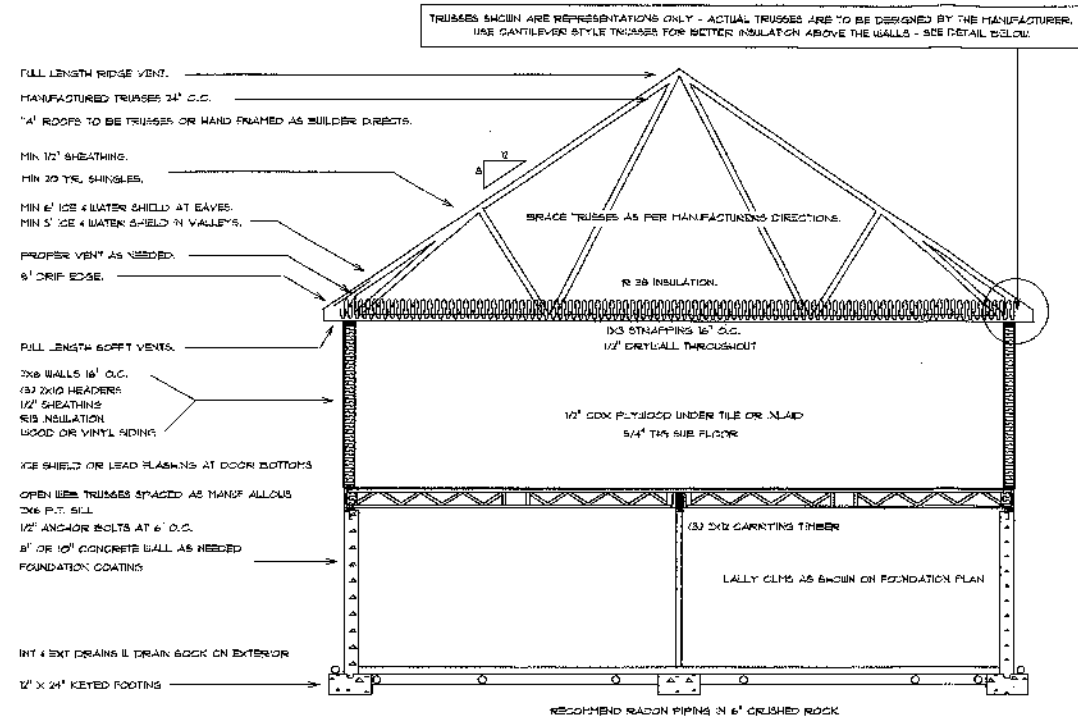 TRUSSES SHOWN ARE REPRESENTATIONS ONLY - ACTUAL TRUSSES ARE TO BE DESIGNED BY THE MANUFACTURER.
USE CANTILEVER STYLE TRUSSES FOR BETTER INSULATION ABOVE THE WALLS - SEE DETAIL BELOW.
FULL LENGTH RIDGE VENT.
MANUFACTURED TRUSSES 24" O.C.
"A" ROOFS TO BE TRUSSES OR HAND FRAMED AS BUILDER DIRECTS.
MIN 1/2" SHEATHING.
MIN 20 YR. SHINGLES.
12
8
MIN 6' ICE & WATER SHIELD AT EAVES.
MIN 3' ICE & WATER SHIELD IN VALLEYS.
BRACE TRUSSES AS PER MANUFACTURERS DIRECTIONS.
PROPER VENT AS NEEDED.
8" DRIP EDGE.
R-38 INSULATION.
1X3 STRAPPING 16" O.C.
1/2" DRYWALL THROUGHOUT
FULL LENGTH SOFFIT VENTS.
2X6 WALLS 16" O.C.
(3) 2X10 HEADERS
1/2" SHEATHING
R19 INSULATION
WOOD OR VINYL SIDING
1/2" CDX PLYWOOD UNDER TILE OR INLAID
3/4" T&G SUB FLOOR
ICE SHIELD OR LEAD FLASHING AT DOOR BOTTOMS
OPEN WEB TRUSSES SPACED AS MANUF ALLOWS
2X6 P.T. SILL
1/2" ANCHOR BOLTS AT 6' O.C.
8" OR 10" CONCRETE WALL AS NEEDED
FOUNDATION COATING
(3) 2X12 CARRYING TIMBER
LALLY CLMS AS SHOWN ON FOUNDATION PLAN
INT & EXT DRAINS W DRAIN SOCK ON EXTERIOR
12" X 24" KEYED FOOTING
RECOMMEND RADON PIPING IN 6" CRUSHED ROCK